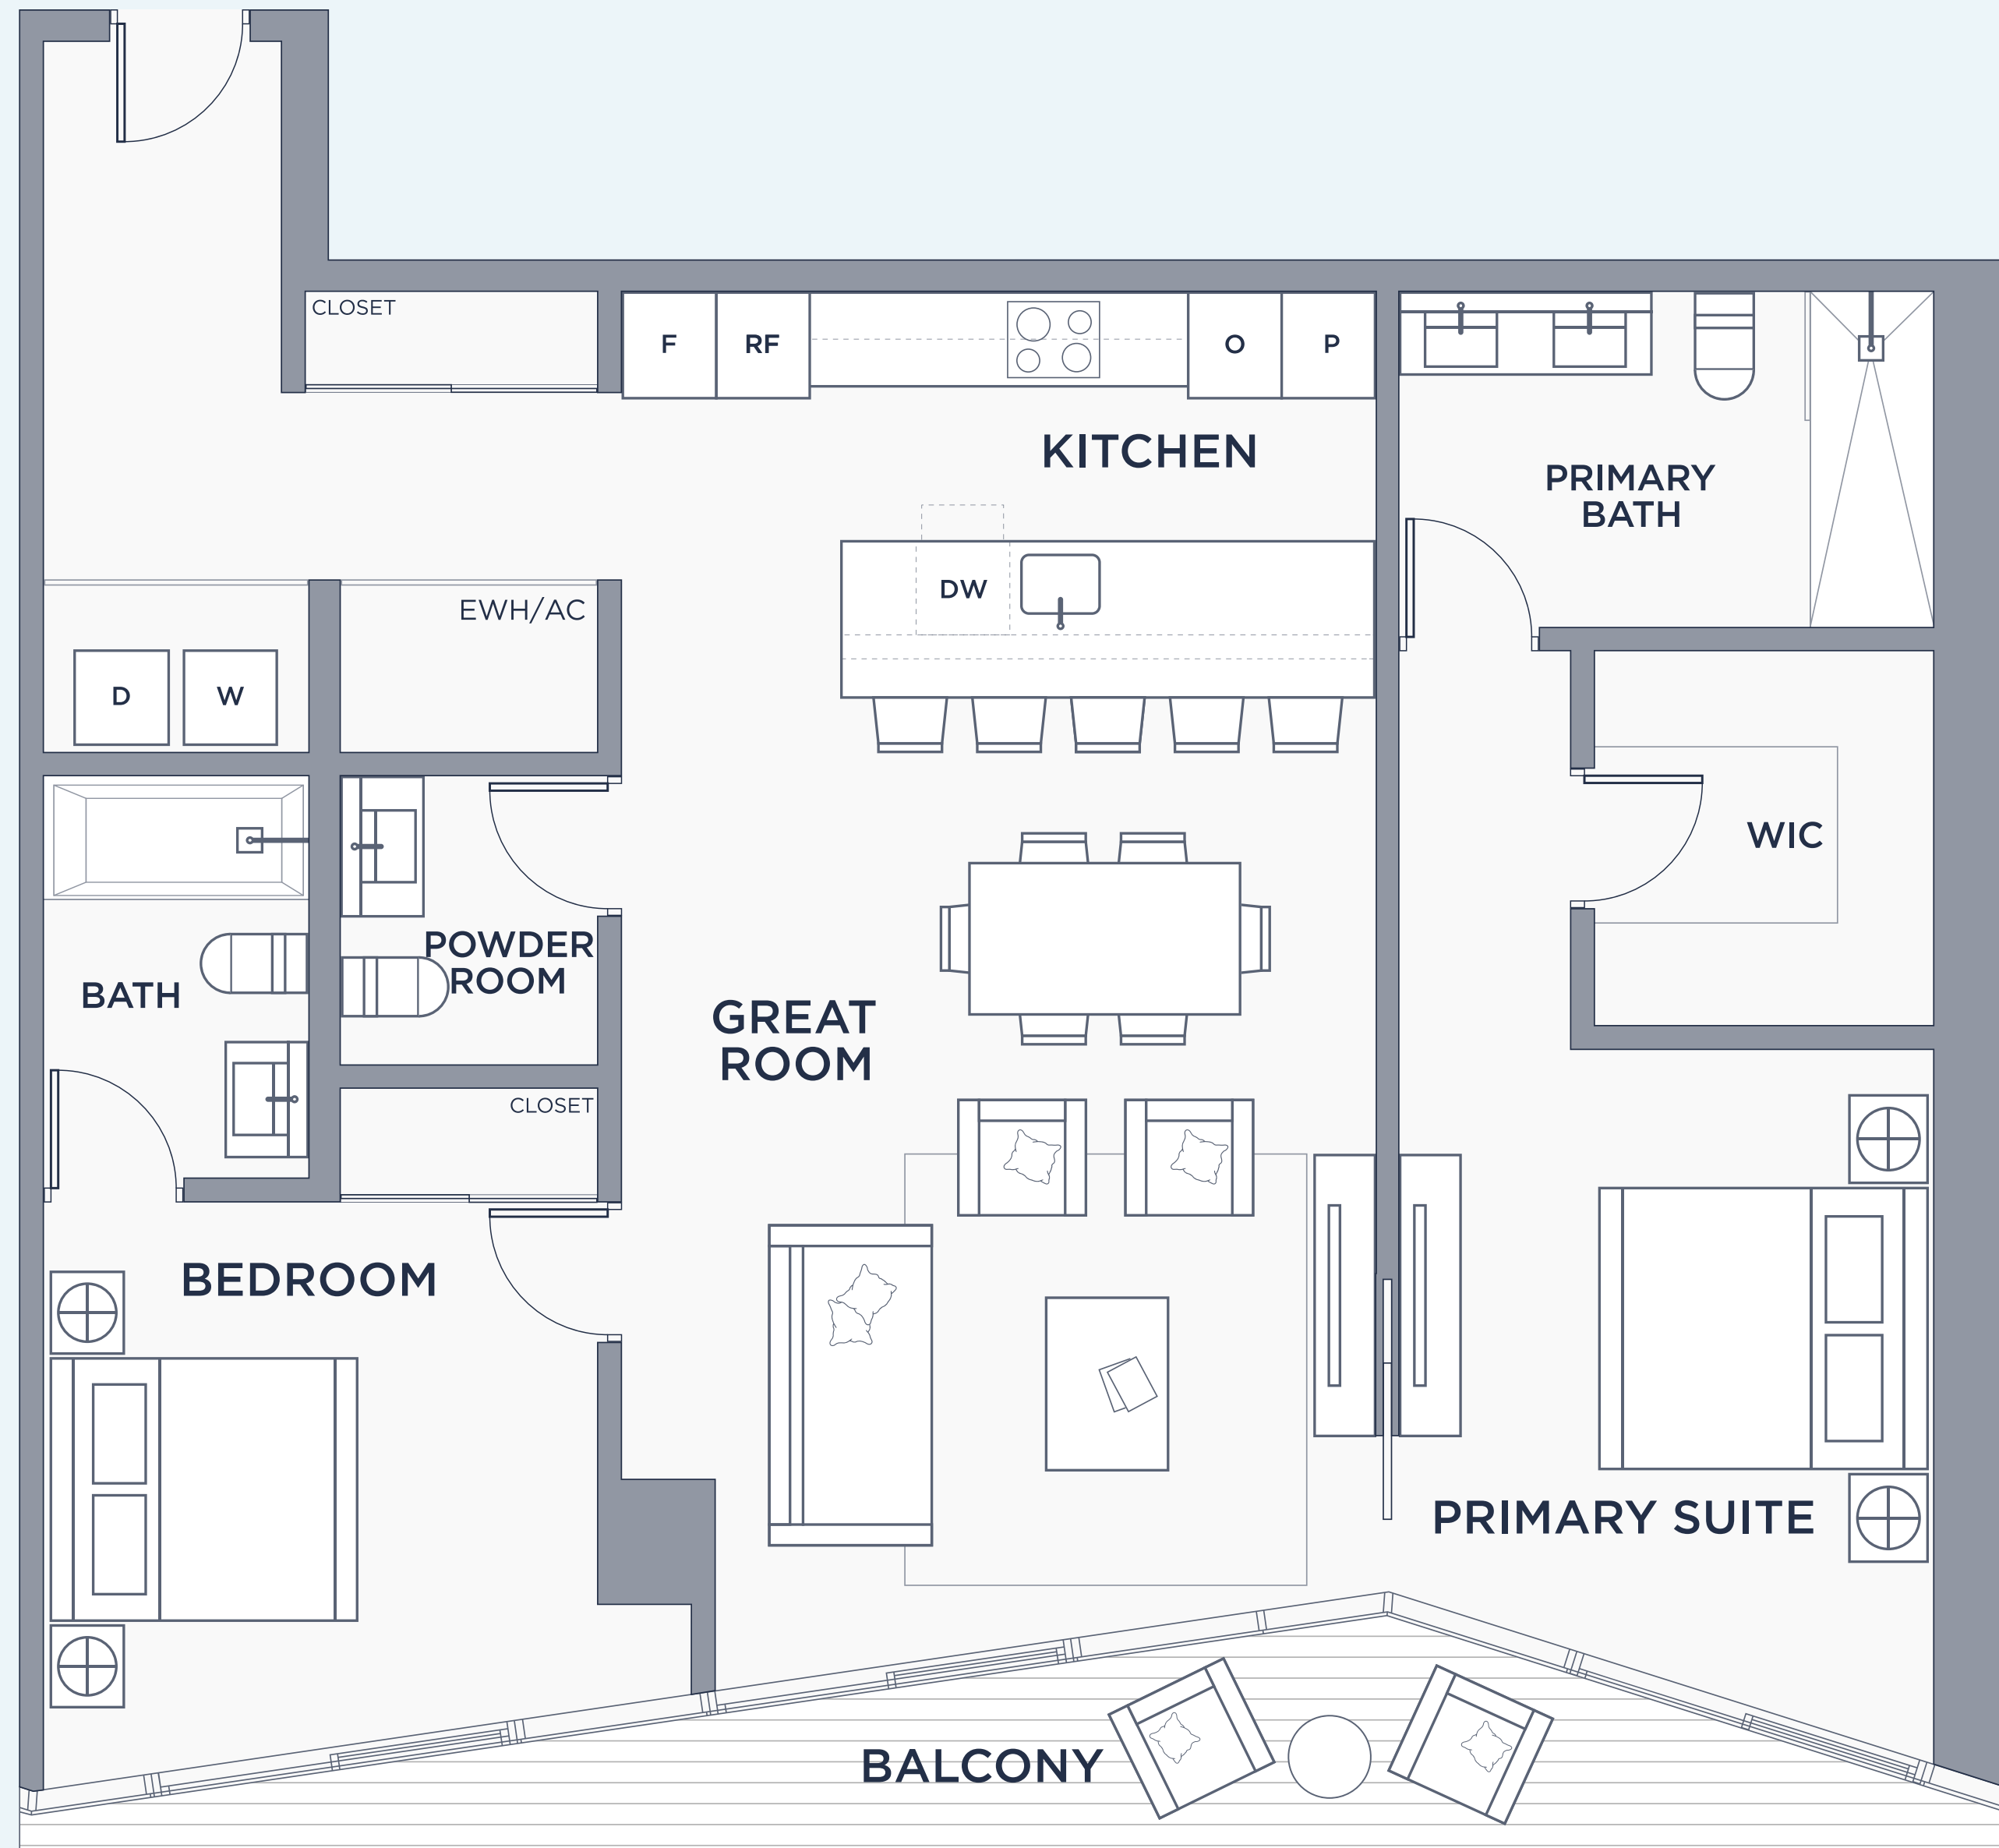 CLOSET
F
RF
O
P
KITCHEN
PRIMARY
BATH
DW
EWH/AC
D
W
WIC
POWDER
ROOM
BATH
GREAT
ROOM
CLOSET
BEDROOM
PRIMARY SUITE
BALCONY